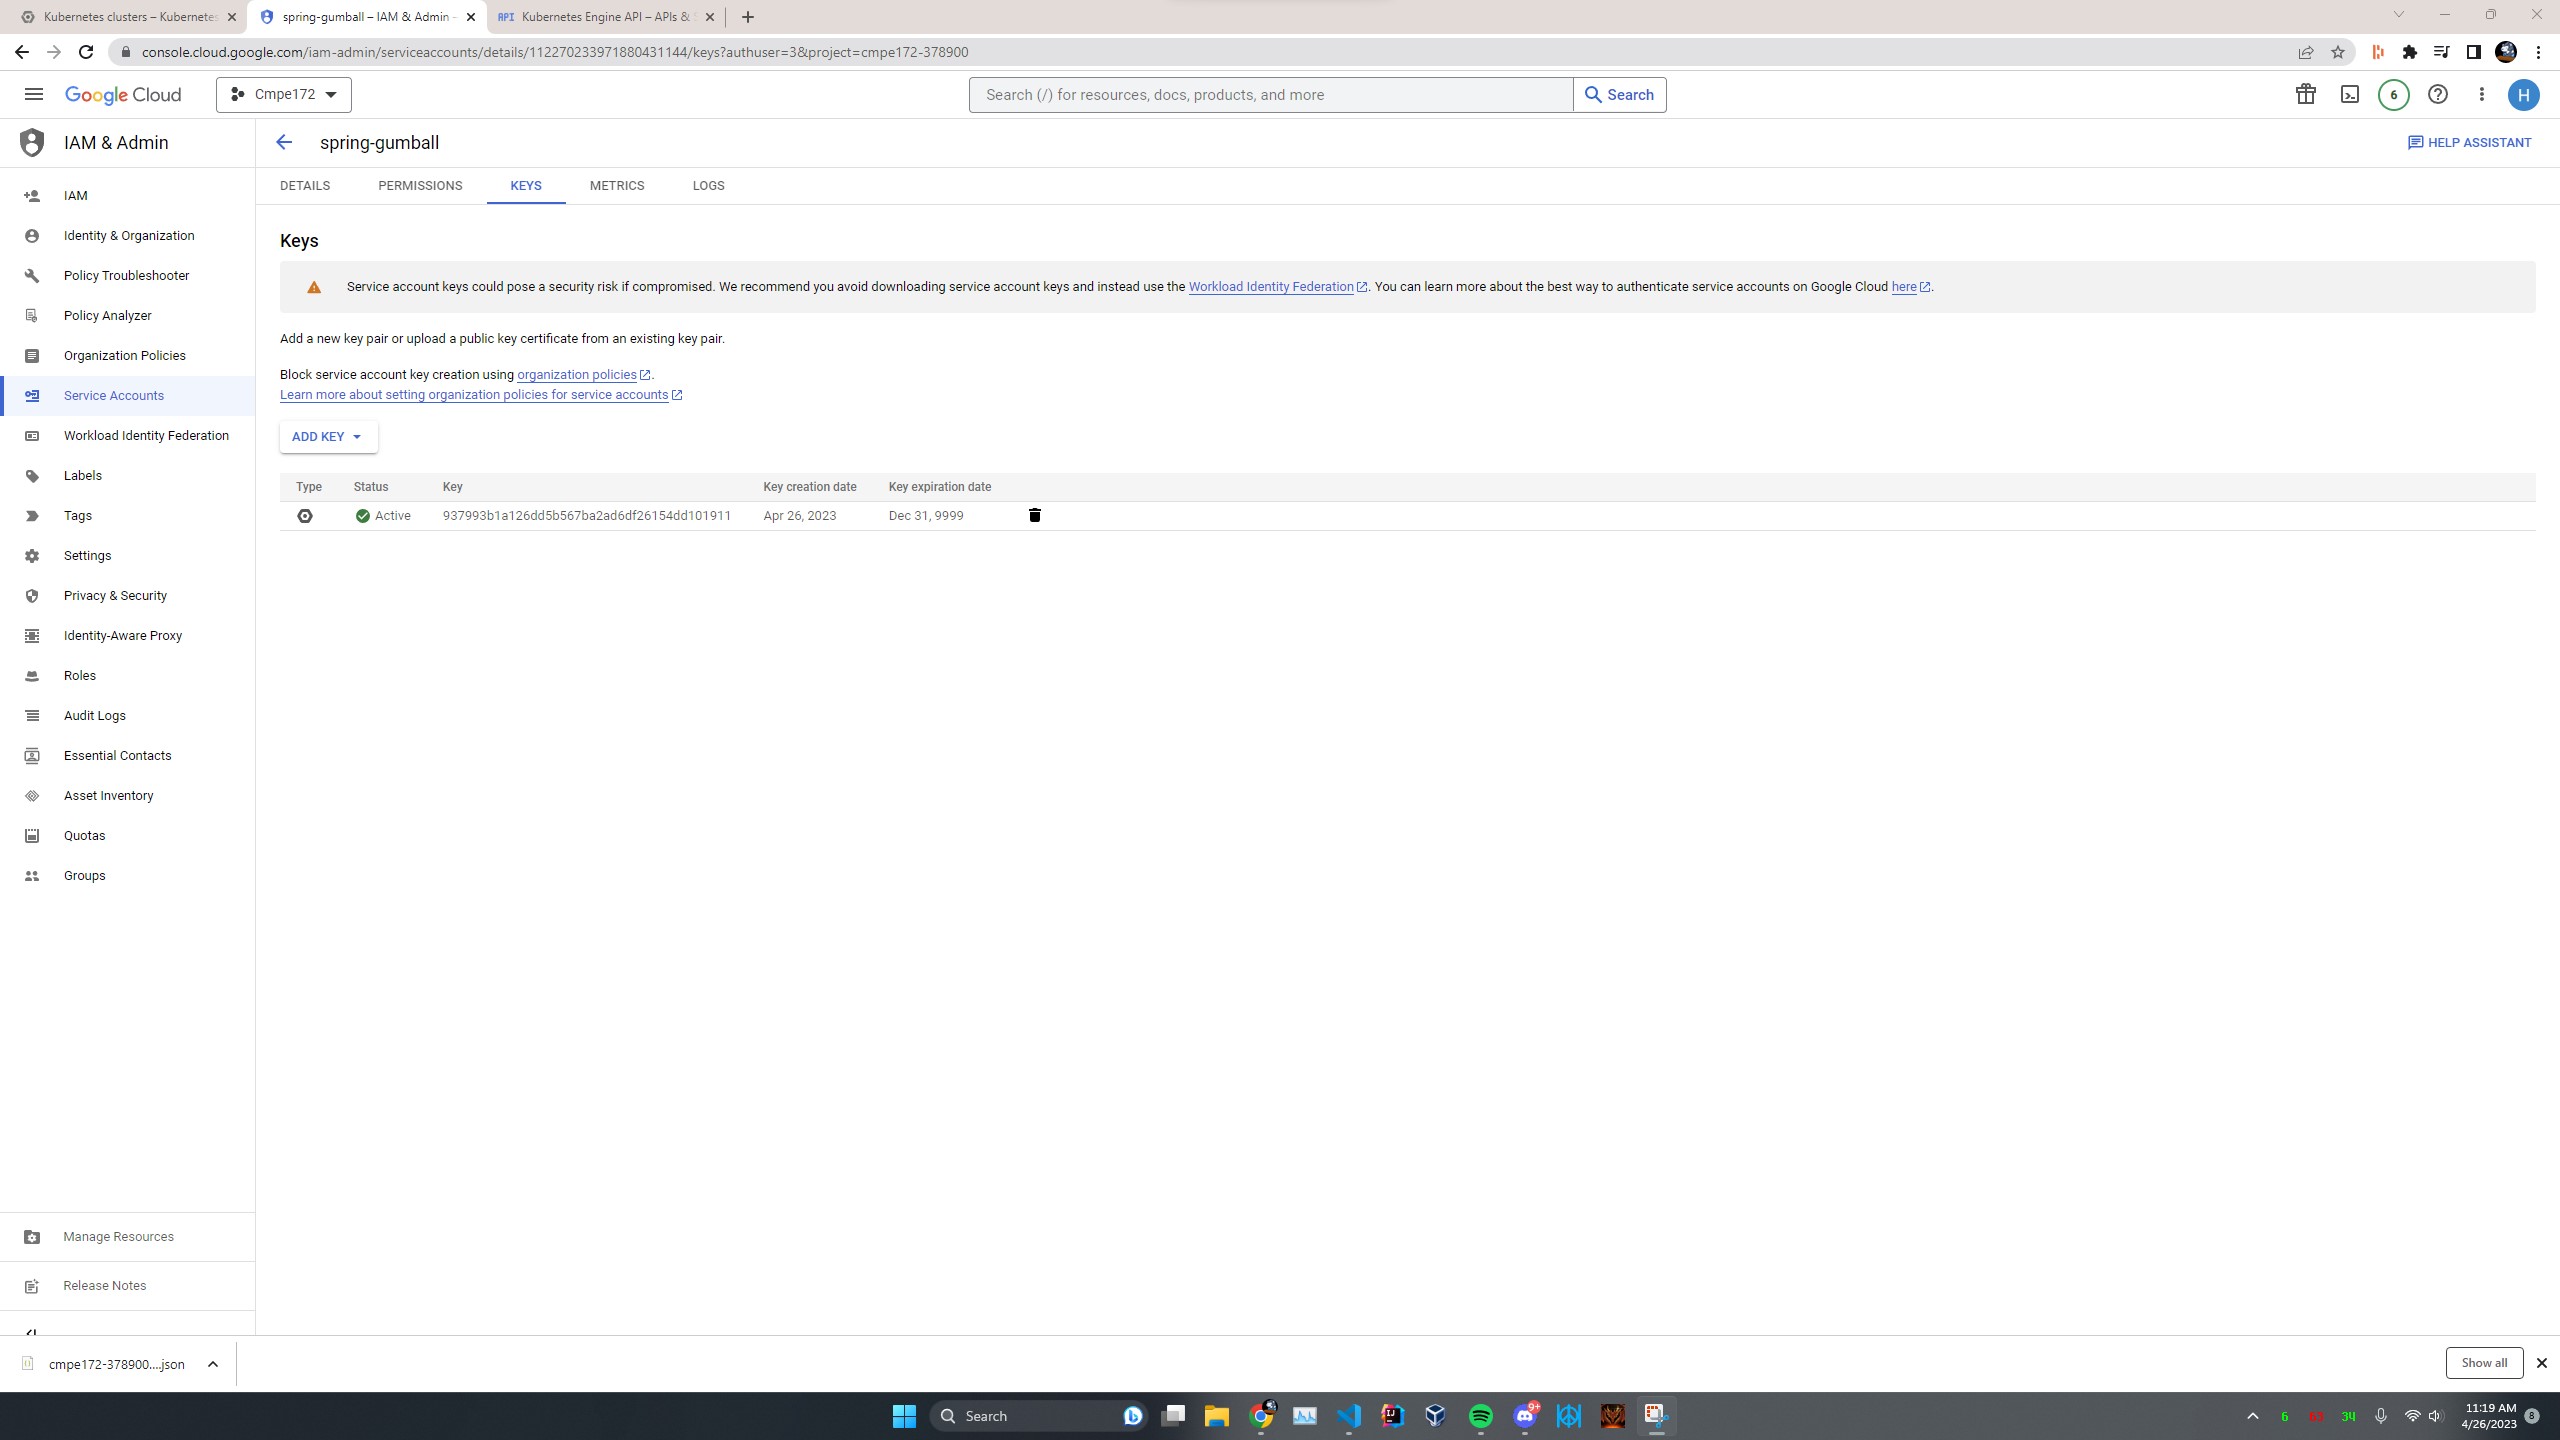 Kubernetes clusters – Kubernetes
spring-gumball – IAM & Admin –
API Kubernetes Engine API – APIs &
console.cloud.google.com/iam-admin/serviceaccounts/details/112270233971880431144/keys?authuser=3&project=cmpe172-378900
Google Cloud
Cmpe172
Search (/) for resources, docs, products, and more
Search
6
H
IAM & Admin
spring-gumball
HELP ASSISTANT
IAM
Identity & Organization
Policy Troubleshooter
Policy Analyzer
Organization Policies
Service Accounts
Workload Identity Federation
Labels
Tags
Settings
Privacy & Security
Identity-Aware Proxy
Roles
Audit Logs
Essential Contacts
Asset Inventory
Quotas
Groups
Manage Resources
Release Notes
DETAILS PERMISSIONS KEYS METRICS LOGS
Keys
Service account keys could pose a security risk if compromised. We recommend you avoid downloading service account keys and instead use the Workload Identity Federation. You can learn more about the best way to authenticate service accounts on Google Cloud here.
Add a new key pair or upload a public key certificate from an existing key pair.
Block service account key creation using organization policies.
Learn more about setting organization policies for service accounts
ADD KEY
Type Status Key Key creation date Key expiration date
Active 937993b1a126dd5b567ba2ad6df26154dd101911 Apr 26, 2023 Dec 31, 9999
cmpe172-378900....json
Show all
Search
9+
6 63 34
11:19 AM
4/26/2023
8